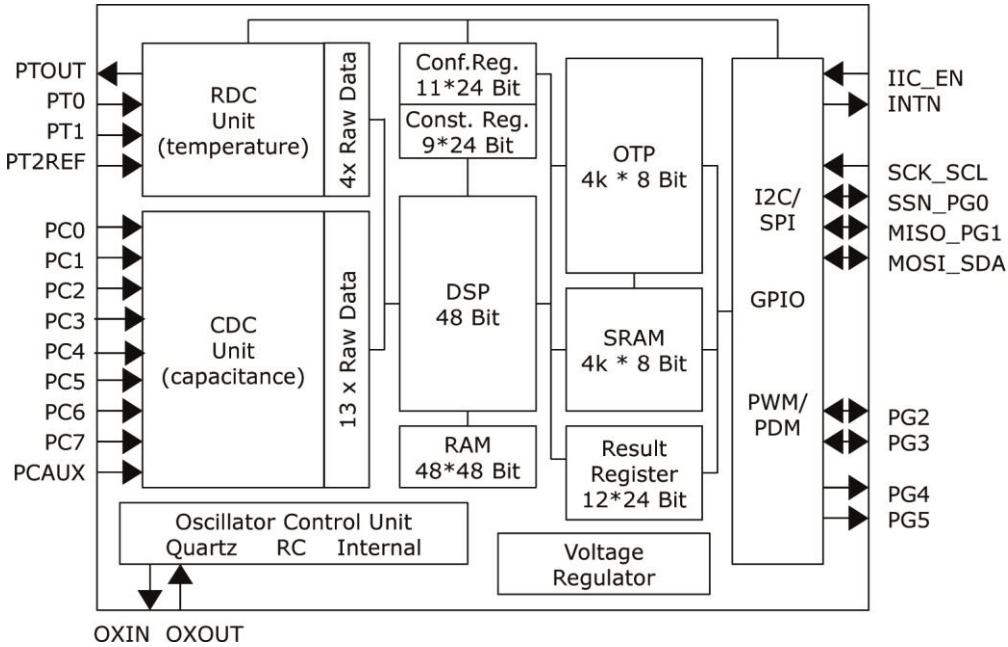 PTOUT
PT0
PT1
PT2REF
RDC
Unit
(temperature)
4x Raw Data
PC0
PC1
PC2
PC3
PC4
PC5
PC6
PC7
PCAUX
CDC
Unit
(capacitance)
13 x Raw Data
Conf.Reg.
11*24 Bit
Const. Reg.
9*24 Bit
DSP
48 Bit
RAM
48*48 Bit
OTP
4k * 8 Bit
SRAM
4k * 8 Bit
Result
Register
12*24 Bit
I2C/
SPI
GPIO
PWM/
PDM
IIC_EN
INTN
SCK_SCL
SSN_PG0
MISO_PG1
MOSI_SDA
PG2
PG3
PG4
PG5
Oscillator Control Unit
Quartz RC Internal
Voltage
Regulator
OXIN OXOUT